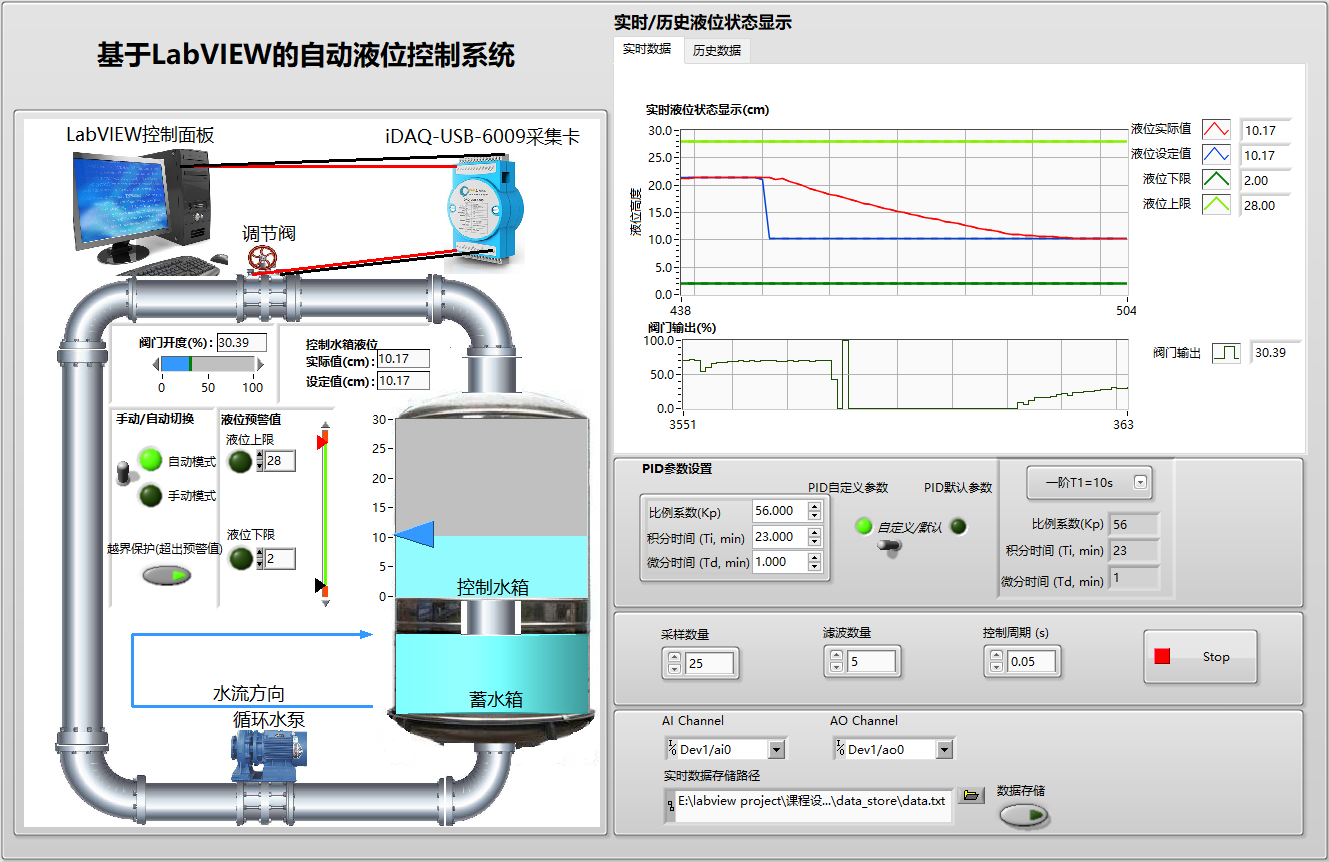 基于LabVIEW的自动液位控制系统
LabVIEW控制面板
iDAQ-USB-6009采集卡
调节阀
阀门开度(%):
30.39
0
50
100
控制水箱液位
实际值(cm):
10.17
设定值(cm):
10.17
手动/自动切换
自动模式
手动模式
越界保护(超出预警值)
液位预警值
液位上限
28
液位下限
2
30
25
20
15
10
5
0
控制水箱
蓄水箱
水流方向
循环水泵
实时/历史液位状态显示
实时数据
历史数据
实时液位状态显示(cm)
液位高度
30.0
25.0
20.0
15.0
10.0
5.0
0.0
438
504
液位实际值
10.17
液位设定值
10.17
液位下限
2.00
液位上限
28.00
阀门输出(%)
100.0
50.0
0.0
3551
363
阀门输出
30.39
PID参数设置
比例系数(Kp)
56.000
积分时间 (Ti, min)
23.000
微分时间 (Td, min)
1.000
PID自定义参数
PID默认参数
自定义/默认
一阶T1=10s
比例系数(Kp)
56
积分时间 (Ti, min)
23
微分时间 (Td, min)
1
采样数量
25
滤波数量
5
控制周期 (s)
0.05
Stop
AI Channel
Dev1/ai0
AO Channel
Dev1/ao0
实时数据存储路径
E:\labview project\课程设...\data_store\data.txt
数据存储